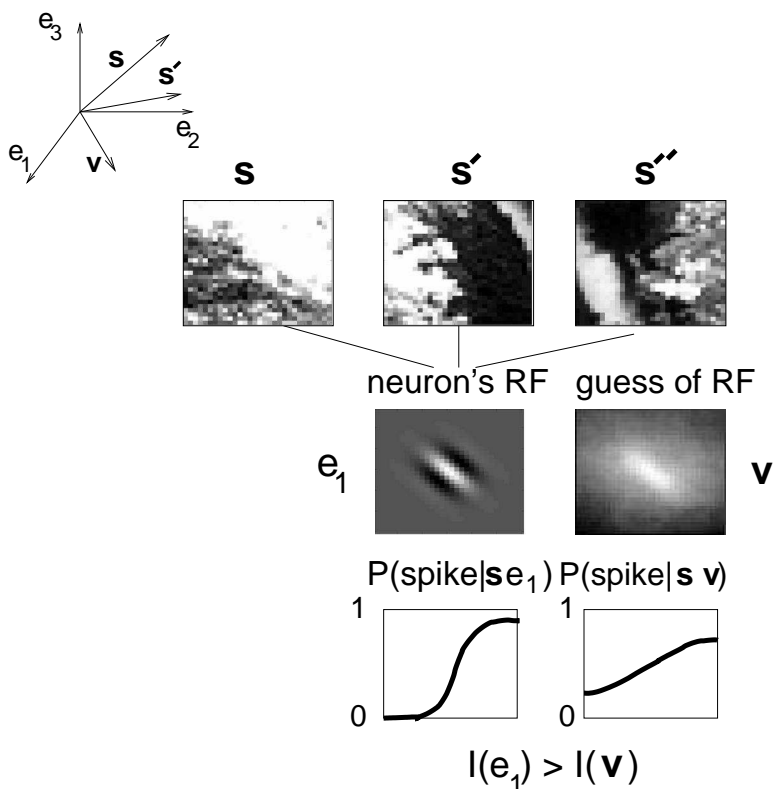 e₃
s
s′
e₂
e₁
v
s s′ s′′
neuron's RF guess of RF
e₁ v
P(spike|s e₁) P(spike| s v)
1 1
0 0
I(e₁) > I(v)